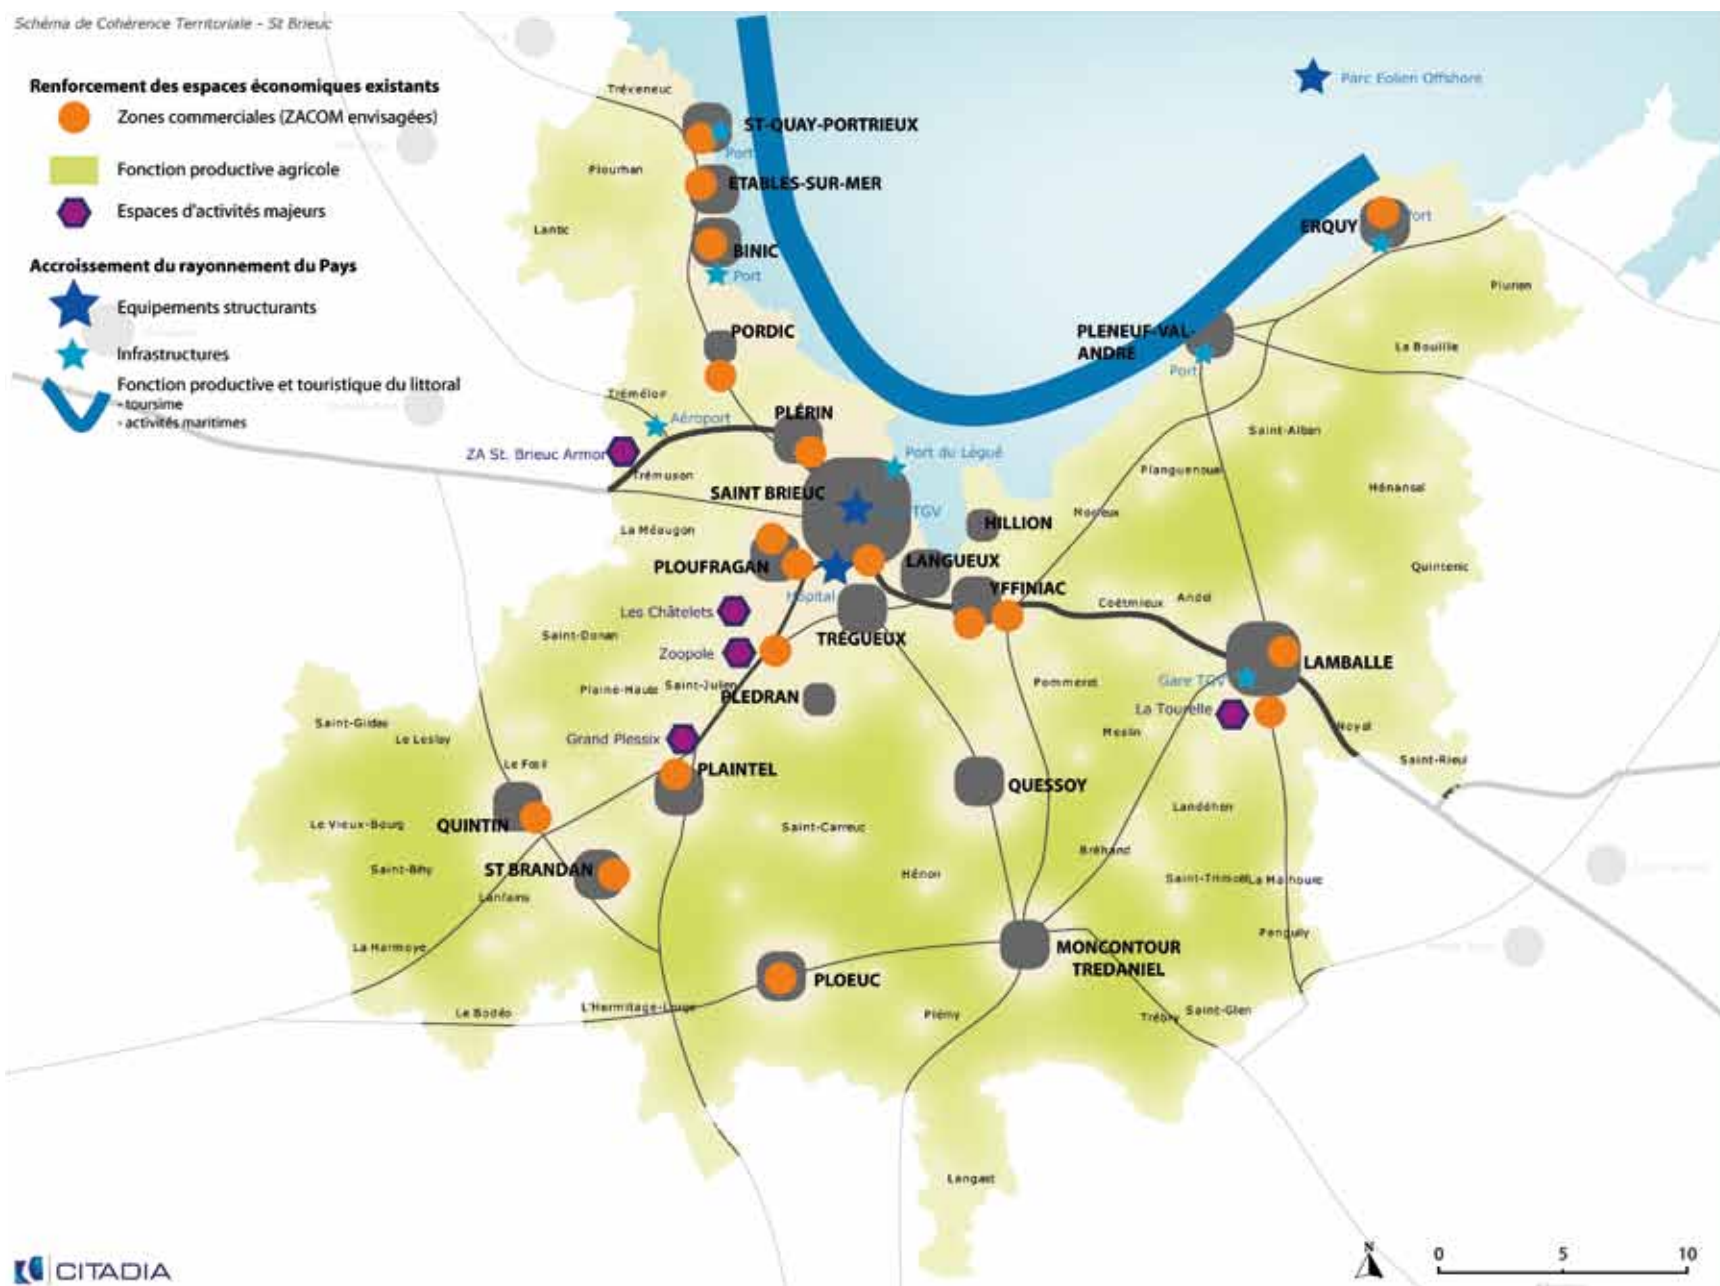 Schéma de Cohérence Territoriale - St Brieuc
Renforcement des espaces économiques existants
Zones commerciales (ZACOM envisagées)
Fonction productive agricole
Espaces d'activités majeurs
Accroissement du rayonnement du Pays
Equipements structurants
Infrastructures
Fonction productive et touristique du littoral
- toursime
- activités maritimes
Parc Eolien Offshore
Tréveneuc
ST-QUAY-PORTRIEUX
Port
Plourhan
ETABLES-SUR-MER
Lantic
BINIC
Port
ERQUY
Port
Plurien
PORDIC
PLENEUF-VAL-
ANDRE
Port
La Bouillie
Trémeloir
Aéroport
PLÉRIN
ZA St. Brieuc Armor
Trémuson
Port du Légué
Saint-Alban
Planguenoual
Hénansal
SAINT BRIEUC
TGV
La Méaugon
HILLION
Morieux
PLOUFRAGAN
LANGUEUX
Quintenic
Hôpital
YFFINIAC
Coëtmieux
Andel
Les Châtelets
Saint-Donan
TRÉGUEUX
Zoopole
LAMBALLE
Gare TGV
Plaine-Haute
Saint-Julien
PLEDRAN
Pommeret
La Tourelle
Saint-Gildas
Le Leslay
Grand Plessix
Meslin
Noyal
Le Foeil
PLAINTEL
Saint-Rieul
QUESSOY
Landéhen
Le Vieux-Bourg
QUINTIN
Saint-Carreuc
Bréhand
Saint-Bihy
ST BRANDAN
Hénon
Saint-Trimoël
La Malhoure
Lanfains
La Harmoye
MONCONTOUR
TREDANIEL
Penguily
PLOEUC
Le Bodéo
L'Hermitage-Lorge
Plémy
Trébry
Saint-Glen
Langast
CITADIA
N
0 5 10